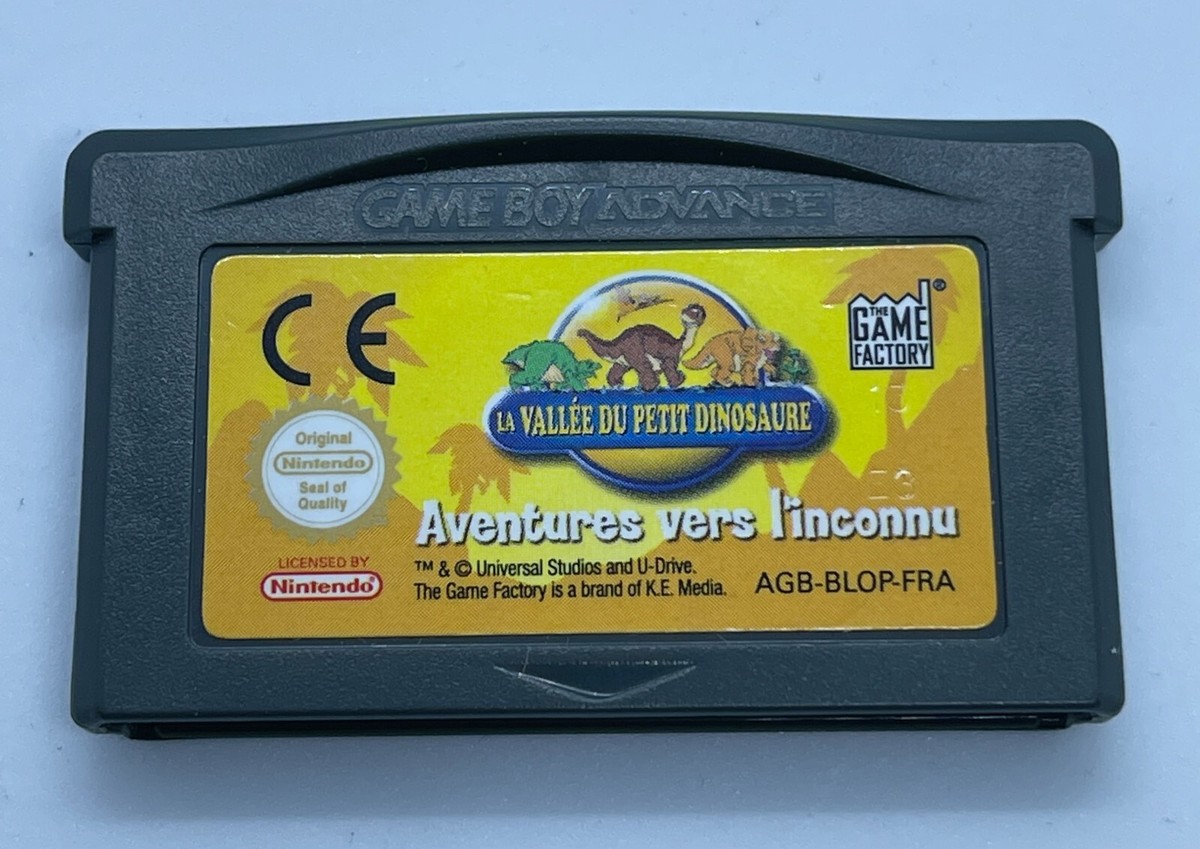 GAME BOY ADVANCE
CE
THE
GAME
FACTORY
®
LA VALLÉE DU PETIT DINOSAURE
Original
Nintendo
Seal of
Quality
Aventures vers l'inconnu
LICENSED BY
Nintendo®
™ & © Universal Studios and U-Drive.
The Game Factory is a brand of K.E. Media.
AGB-BLOP-FRA